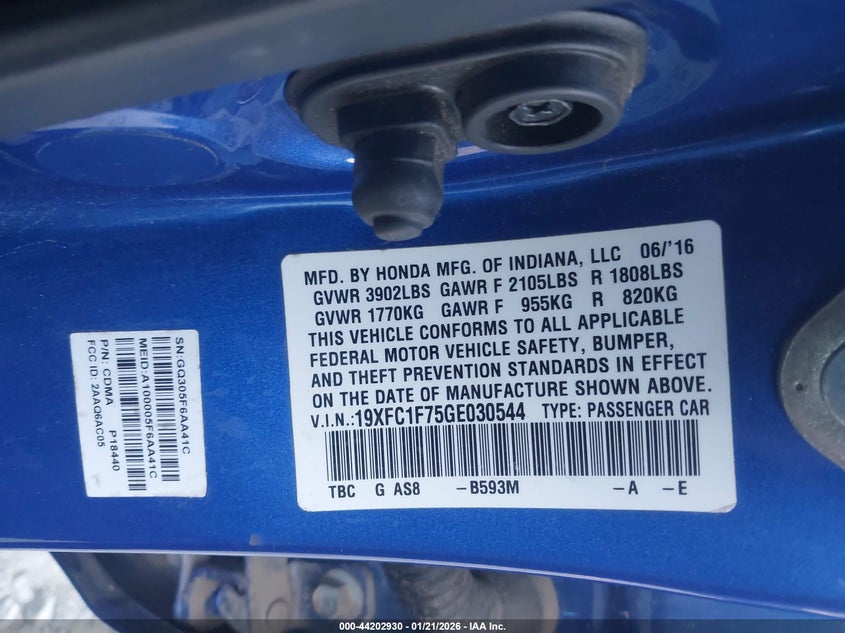 MFD. BY HONDA MFG. OF INDIANA, LLC 06/'16
GVWR 3902LBS GAWR F 2105LBS R 1808LBS
GVWR 1770KG GAWR F 955KG R 820KG
THIS VEHICLE CONFORMS TO ALL APPLICABLE
FEDERAL MOTOR VEHICLE SAFETY, BUMPER,
AND THEFT PREVENTION STANDARDS IN EFFECT
ON THE DATE OF MANUFACTURE SHOWN ABOVE.
V.I.N.:19XFC1F75GE030544 TYPE: PASSENGER CAR
TBC G AS8 -B593M -A -E
SN:GQ305F6AA41C
MEID:A100005F6AA41C
P/N: CDMA P18440
FCC ID: 2AAQ6AC05
000-44202930 - 01/21/2026 - IAA Inc.